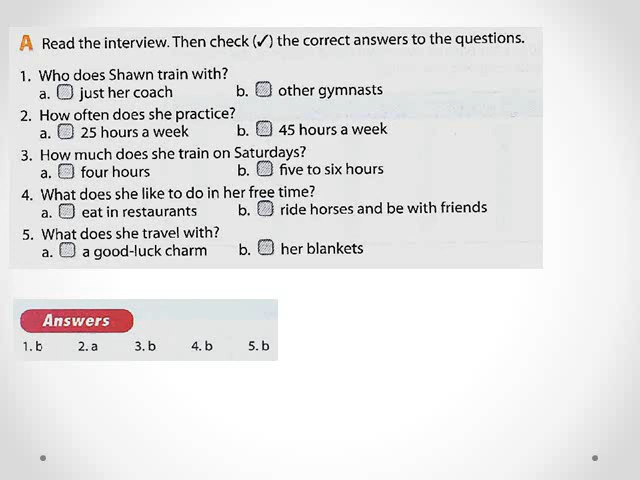 A Read the interview. Then check (✓) the correct answers to the questions.
1. Who does Shawn train with?
a. just her coach b. other gymnasts
2. How often does she practice?
a. 25 hours a week b. 45 hours a week
3. How much does she train on Saturdays?
a. four hours b. five to six hours
4. What does she like to do in her free time?
a. eat in restaurants b. ride horses and be with friends
5. What does she travel with?
a. a good-luck charm b. her blankets
Answers
1. b 2. a 3. b 4. b 5. b